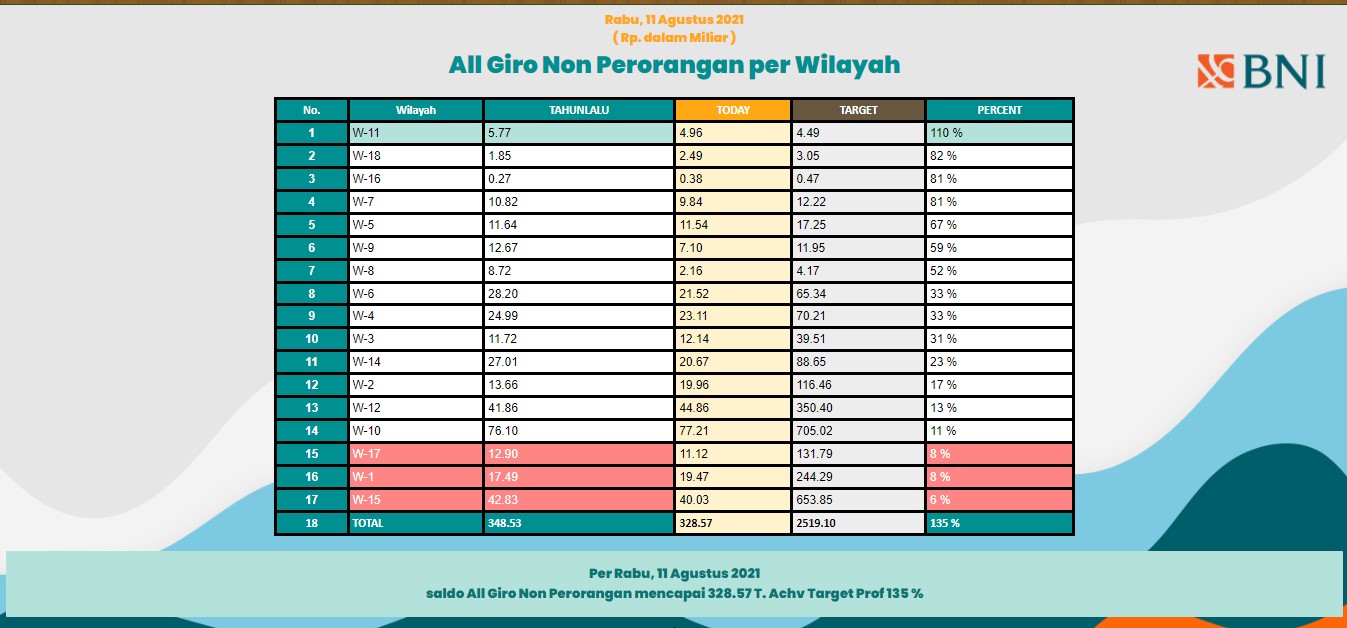 Rabu, 11 Agustus 2021
( Rp. dalam Miliar )
All Giro Non Perorangan per Wilayah
BNI
No. Wilayah TAHUNLALU TODAY TARGET PERCENT
1 W-11 5.77 4.96 4.49 110 %
2 W-18 1.85 2.49 3.05 82 %
3 W-16 0.27 0.38 0.47 81 %
4 W-7 10.82 9.84 12.22 81 %
5 W-5 11.64 11.54 17.25 67 %
6 W-9 12.67 7.10 11.95 59 %
7 W-8 8.72 2.16 4.17 52 %
8 W-6 28.20 21.52 65.34 33 %
9 W-4 24.99 23.11 70.21 33 %
10 W-3 11.72 12.14 39.51 31 %
11 W-14 27.01 20.67 88.65 23 %
12 W-2 13.66 19.96 116.46 17 %
13 W-12 41.86 44.86 350.40 13 %
14 W-10 76.10 77.21 705.02 11 %
15 W-17 12.90 11.12 131.79 8 %
16 W-1 17.49 19.47 244.29 8 %
17 W-15 42.83 40.03 653.85 6 %
18 TOTAL 348.53 328.57 2519.10 135 %
Per Rabu, 11 Agustus 2021
saldo All Giro Non Perorangan mencapai 328.57 T. Achv Target Prof 135 %